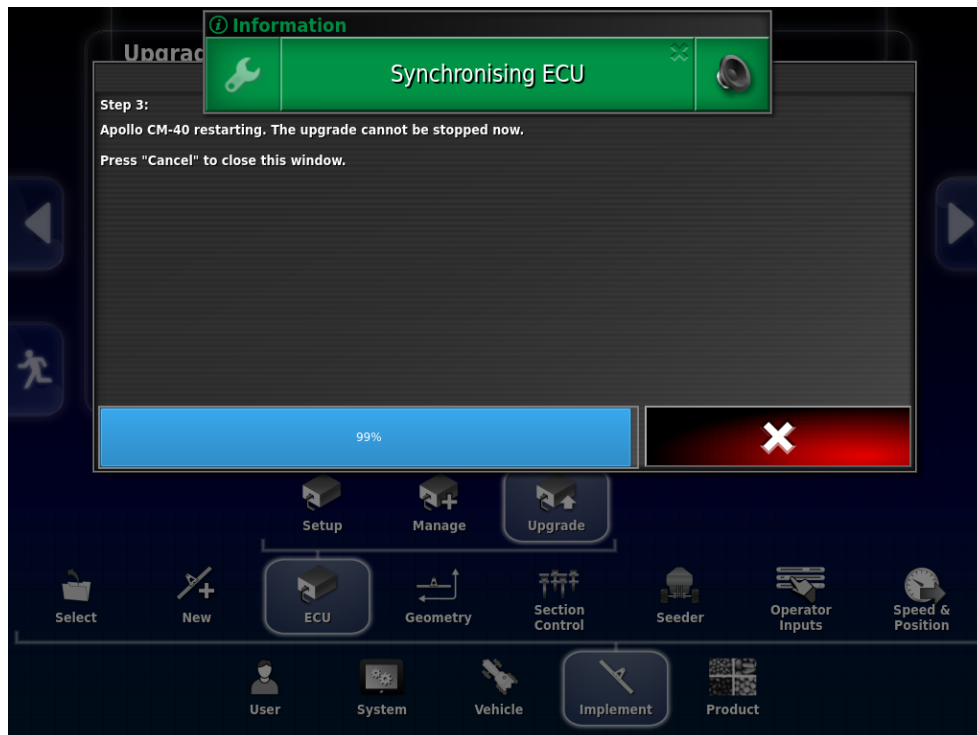 Information
Upgrad
Synchronising ECU
Step 3:
Apollo CM-40 restarting. The upgrade cannot be stopped now.
Press "Cancel" to close this window.
99%
Setup
Manage
Upgrade
Select
New
ECU
Geometry
Section
Control
Seeder
Operator
Inputs
Speed &
Position
User
System
Vehicle
Implement
Product